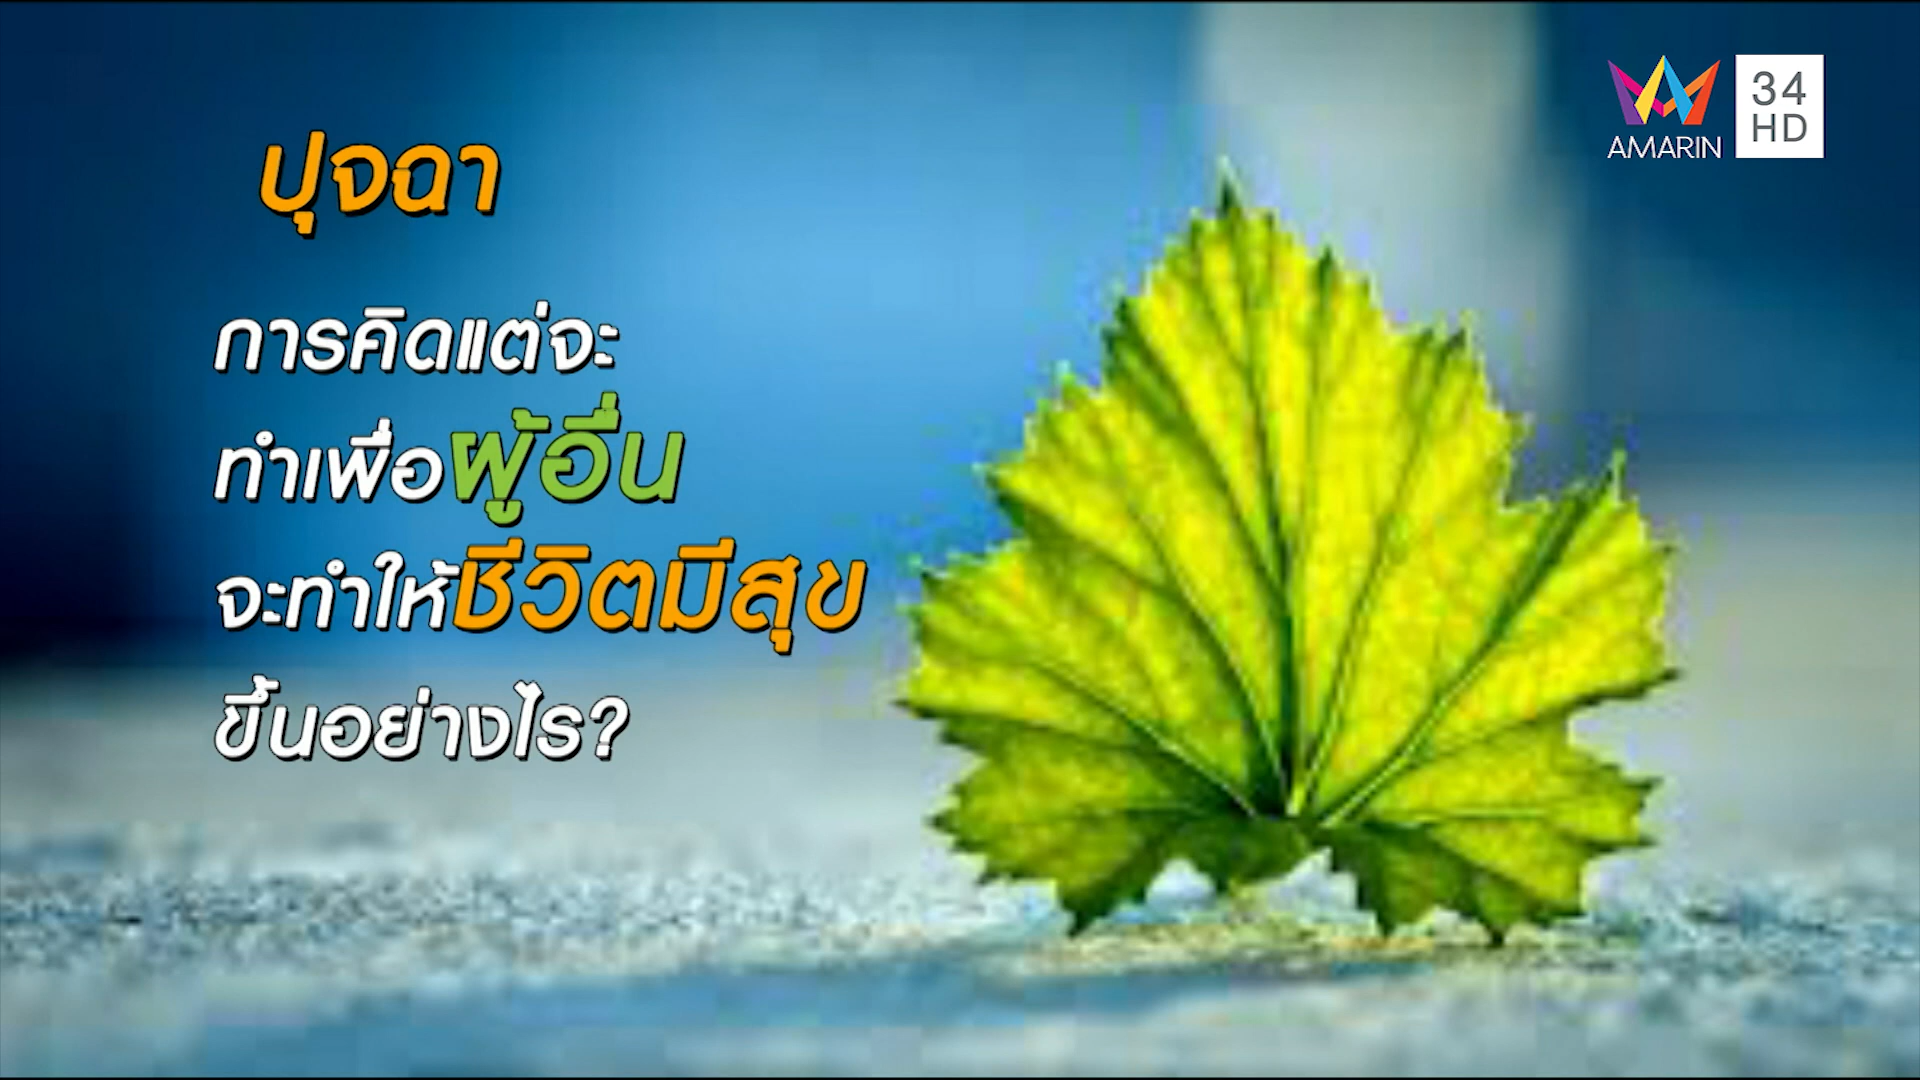 ปุจฉา
การคิดแต่จะ
ทำเพื่อผู้อื่น
จะทำให้ชีวิตมีสุข
ขึ้นอย่างไร?
AMARIN
34
HD